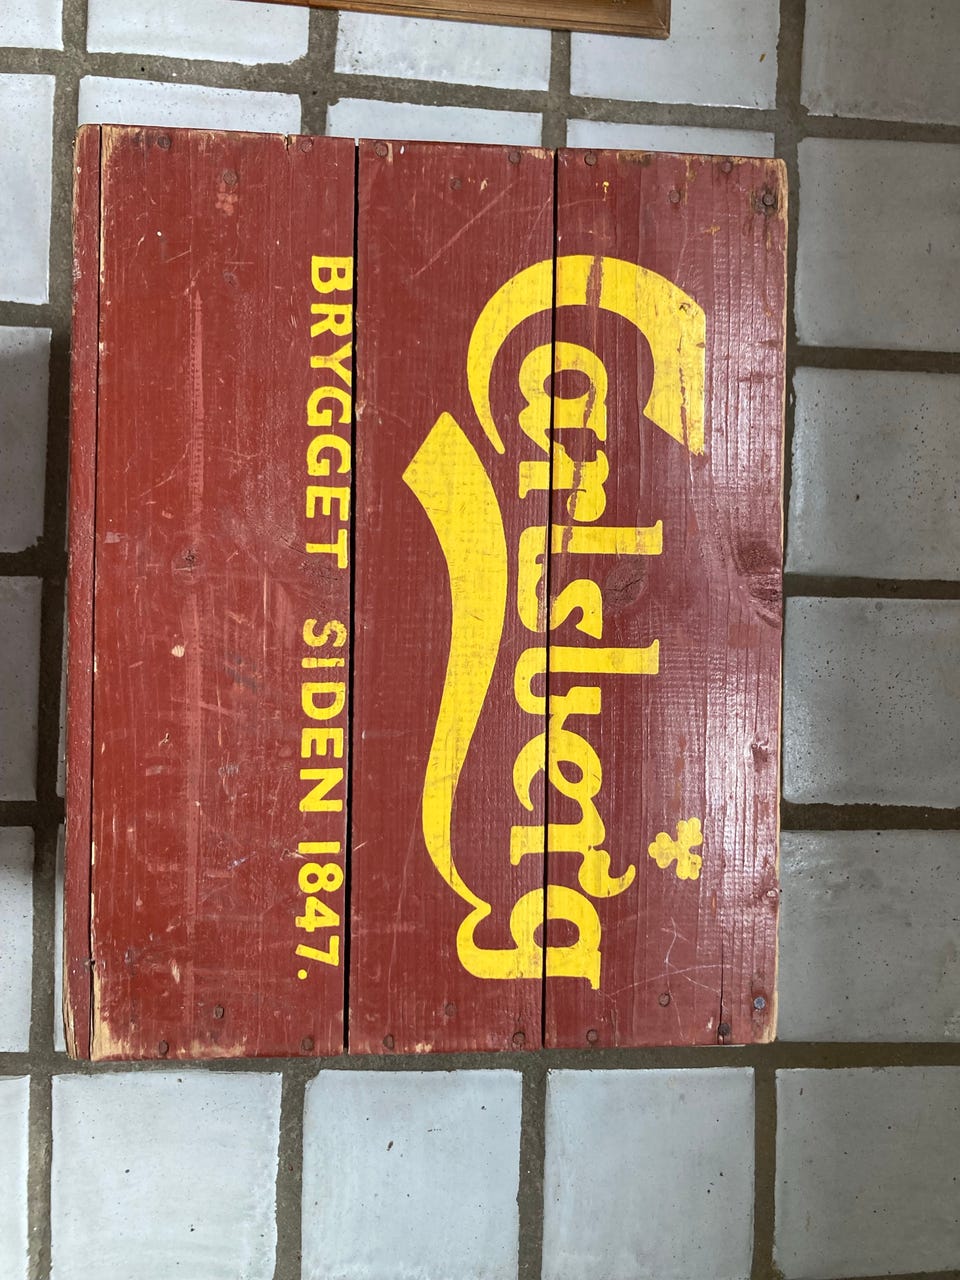 Carlsberg
BRYGGET SIDEN 1847.